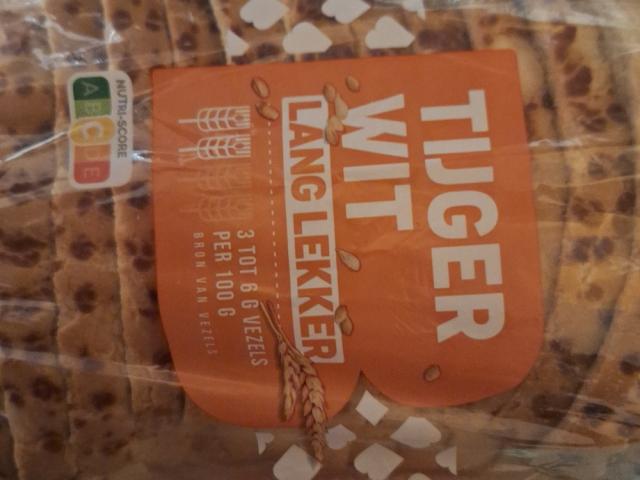 TIJGER
WIT
LANG LEKKER
3 TOT 6 G VEZELS
PER 100 G
BRON VAN VEZELS
NUTRI-SCORE
A B C D E